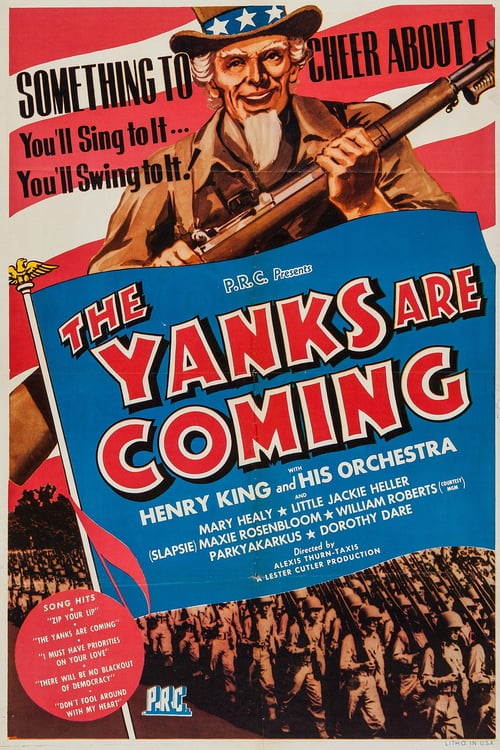 SOMETHING TO CHEER ABOUT!
You'll Sing to It...
You'll Swing to It!
P.R.C. Presents
THE YANKS ARE
COMING
WITH
HENRY KING and HIS ORCHESTRA
AND
MARY HEALY ★ LITTLE JACKIE HELLER
(SLAPSIE) MAXIE ROSENBLOOM ★ WILLIAM ROBERTS (COURTESY MGM)
PARKYAKARKUS ★ DOROTHY DARE
Directed by
ALEXIS THURN-TAXIS
A LESTER CUTLER PRODUCTION
SONG HITS
"ZIP YOUR LIP"
"THE YANKS ARE COMING"
"I MUST HAVE PRIORITIES
ON YOUR LOVE"
"THERE WILL BE NO BLACKOUT
OF DEMOCRACY"
"DON'T FOOL AROUND
WITH MY HEART"
P.R.C.
LITHO. IN U.S.A.